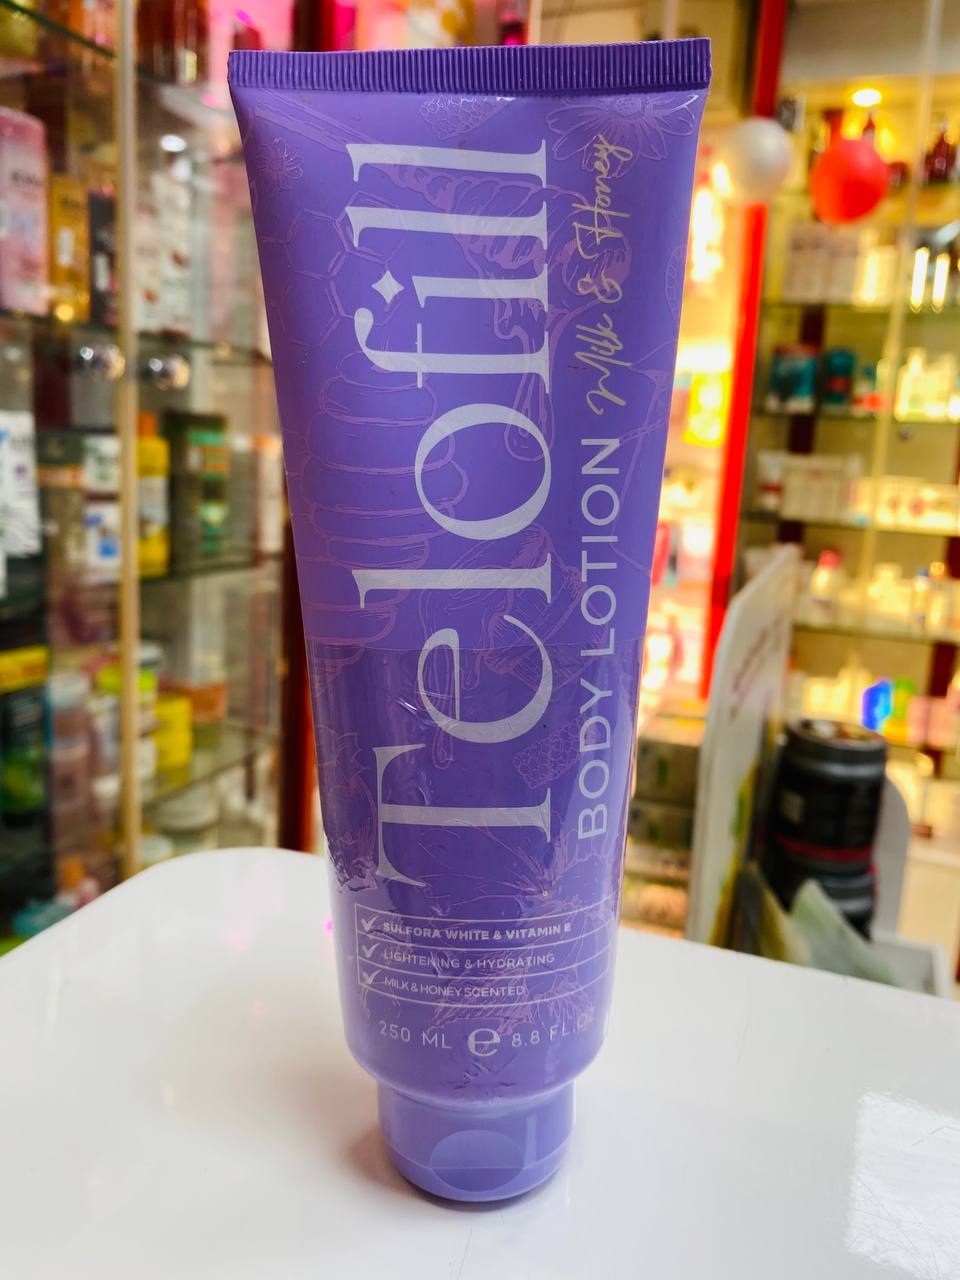 Telofill
BODY LOTION Milk & Honey
SULFORA WHITE & VITAMIN E
LIGHTENING & HYDRATING
MILK & HONEY SCENTED
250 ML e 8.8 FL.oz